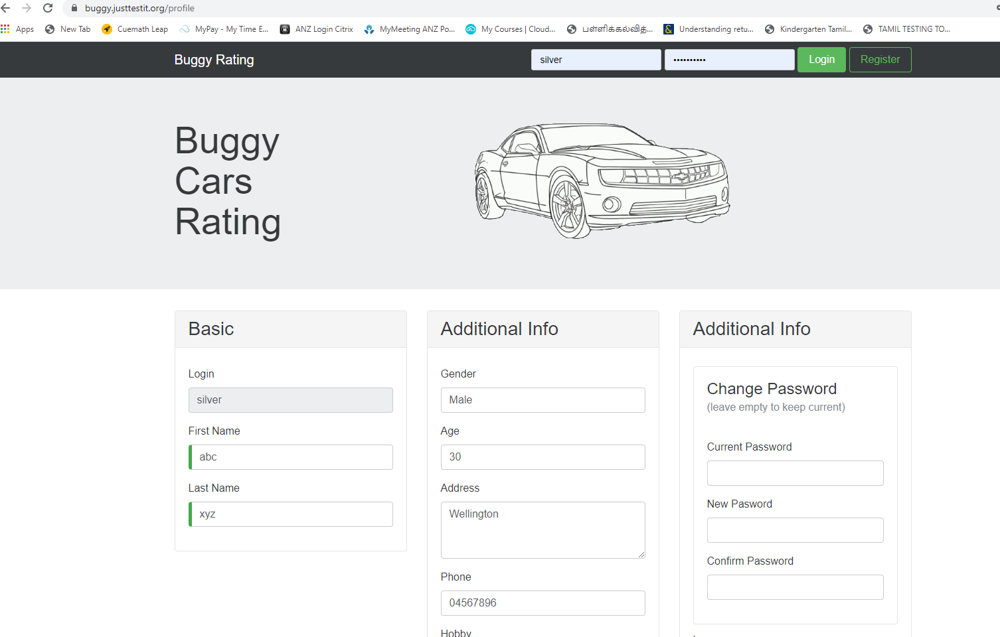 buggy.justtestit.org/profile
Apps New Tab Cuemath Leap MyPay - My Time E... ANZ Login Citrix MyMeeting ANZ Po... My Courses | Cloud... பள்ளிக்கல்வித்... Understanding retu... Kindergarten Tamil... TAMIL TESTING TO...
Buggy Rating silver •••••••••• Login Register
Buggy
Cars
Rating
Basic
Login
silver
First Name
abc
Last Name
xyz
Additional Info
Gender
Male
Age
30
Address
Wellington
Phone
04567896
Hobby
Additional Info
Change Password
(leave empty to keep current)
Current Password
New Pasword
Confirm Password